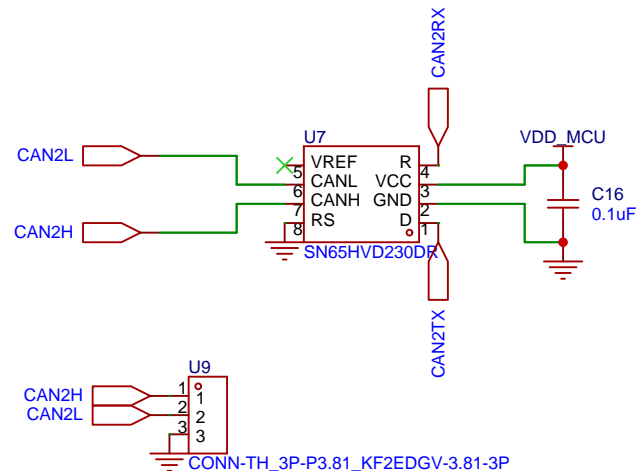 CAN2RX
U7
VDD_MCU
CAN2L
VREF
R
5
4
CANL
VCC
6
3
CANH
GND
7
2
RS
D
8
1
C16
0.1uF
CAN2H
SN65HVD230DR
CAN2TX
U9
CAN2H
1
1
CAN2L
2
2
3
3
CONN-TH_3P-P3.81_KF2EDGV-3.81-3P